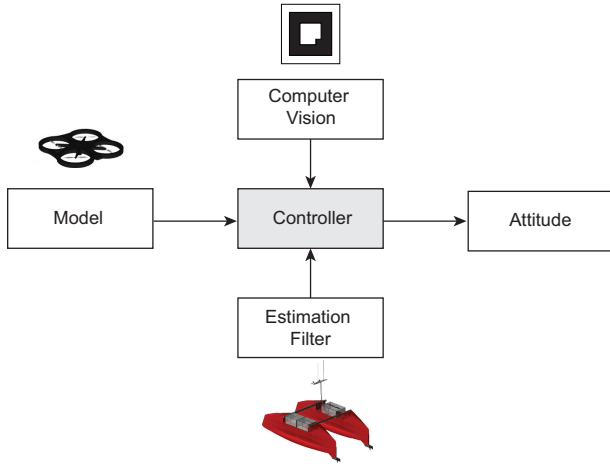 Computer
Vision
Model
Controller
Attitude
Estimation
Filter